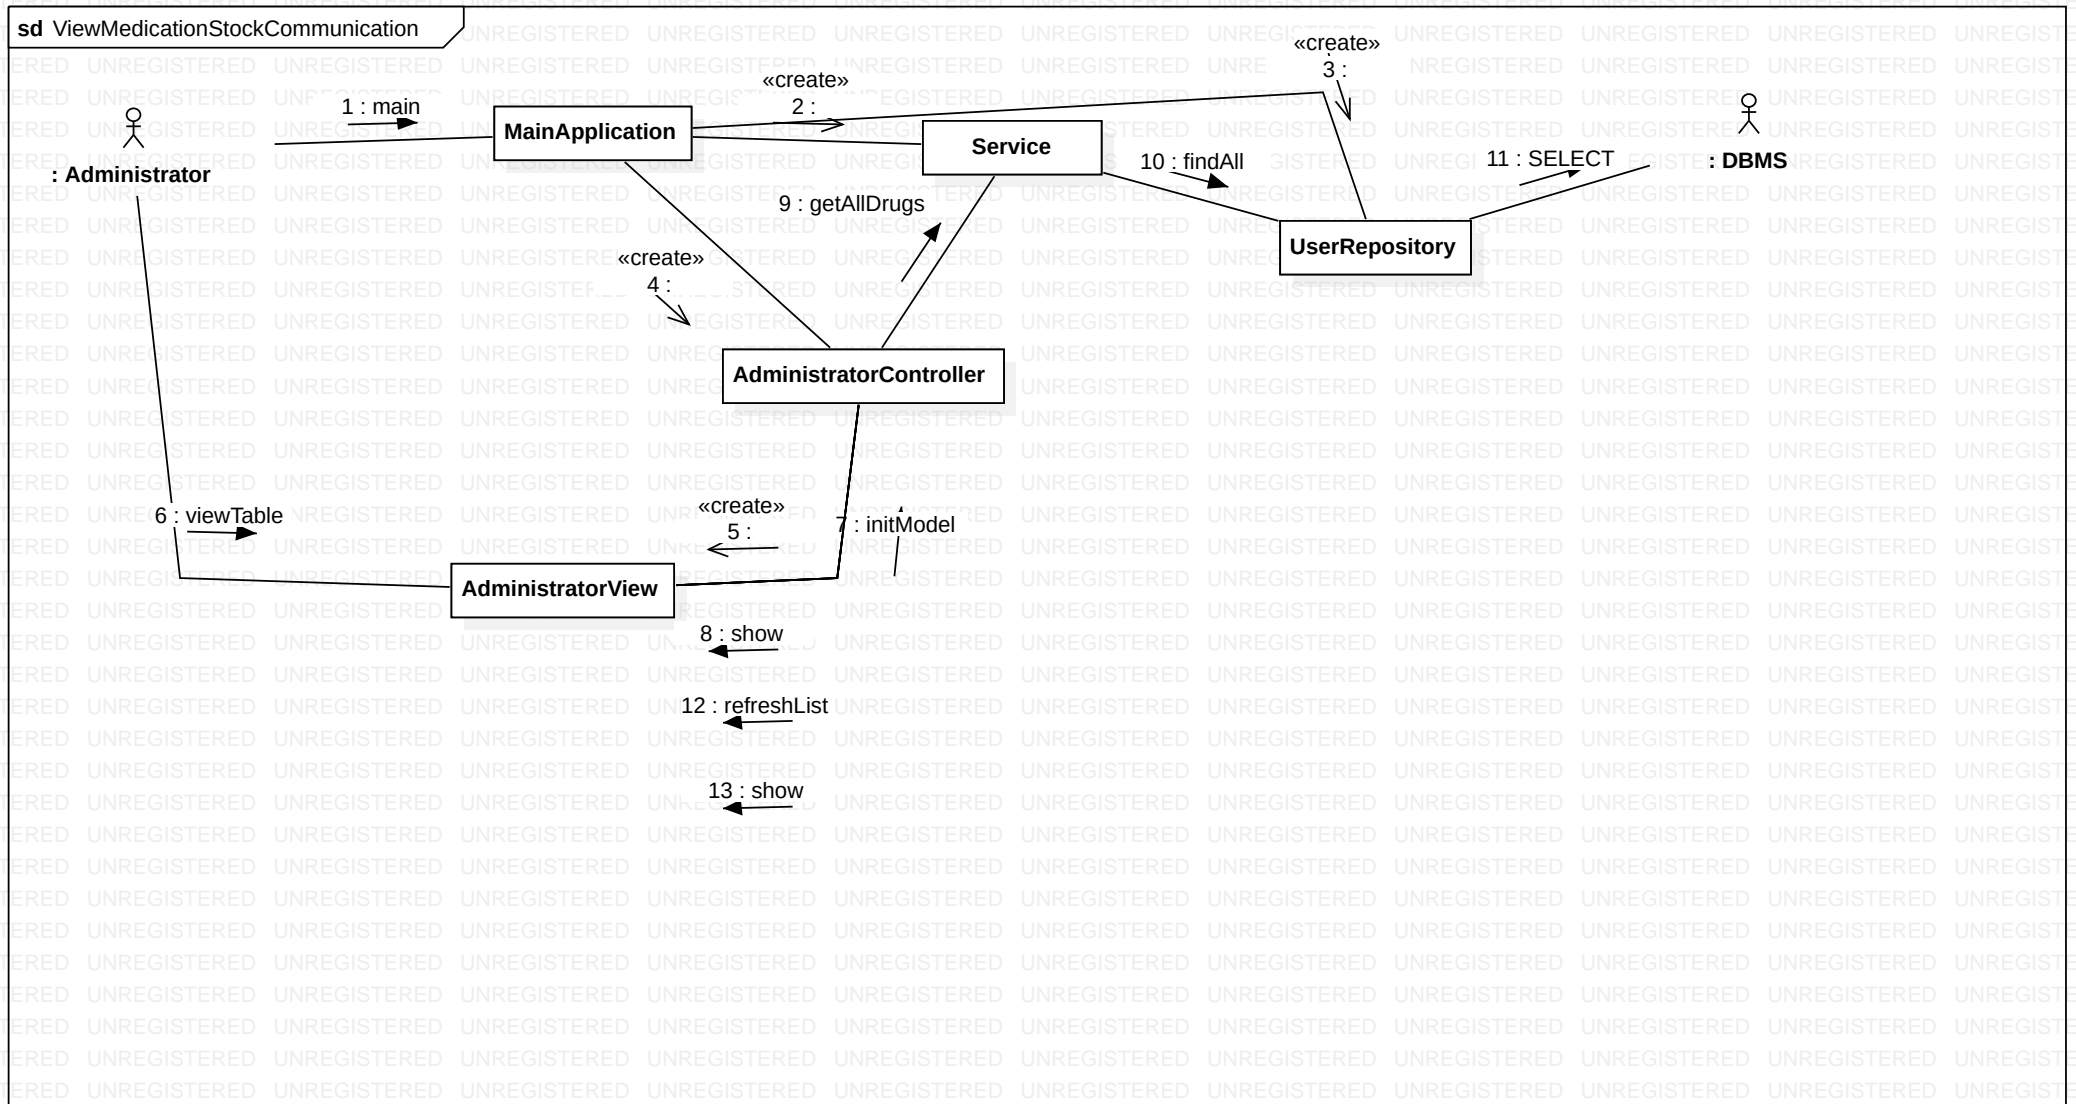 sd ViewMedicationStockCommunication
«create»
3 :
«create»
2 :
1 : main
MainApplication
Service
10 : findAll
11 : SELECT
: DBMS
: Administrator
9 : getAllDrugs
UserRepository
«create»
4 :
AdministratorController
«create»
5 :
6 : viewTable
7 : initModel
AdministratorView
8 : show
12 : refreshList
13 : show
UNREGISTERED